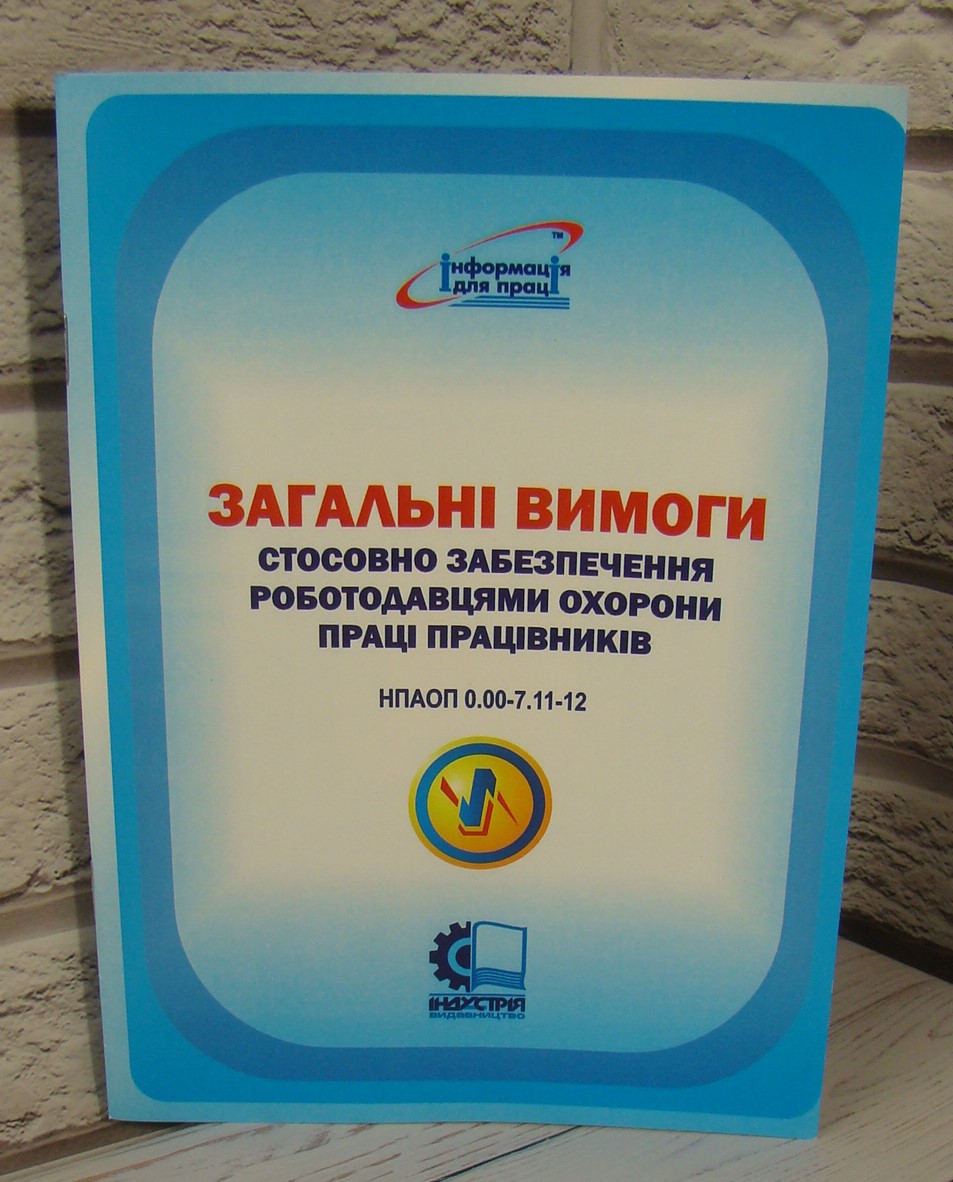 інформація
для праці
™
ЗАГАЛЬНІ ВИМОГИ
СТОСОВНО ЗАБЕЗПЕЧЕННЯ
РОБОТОДАВЦЯМИ ОХОРОНИ
ПРАЦІ ПРАЦІВНИКІВ
НПАОП 0.00-7.11-12
ІНДУСТРІЯ
ВИДАВНИЦТВО